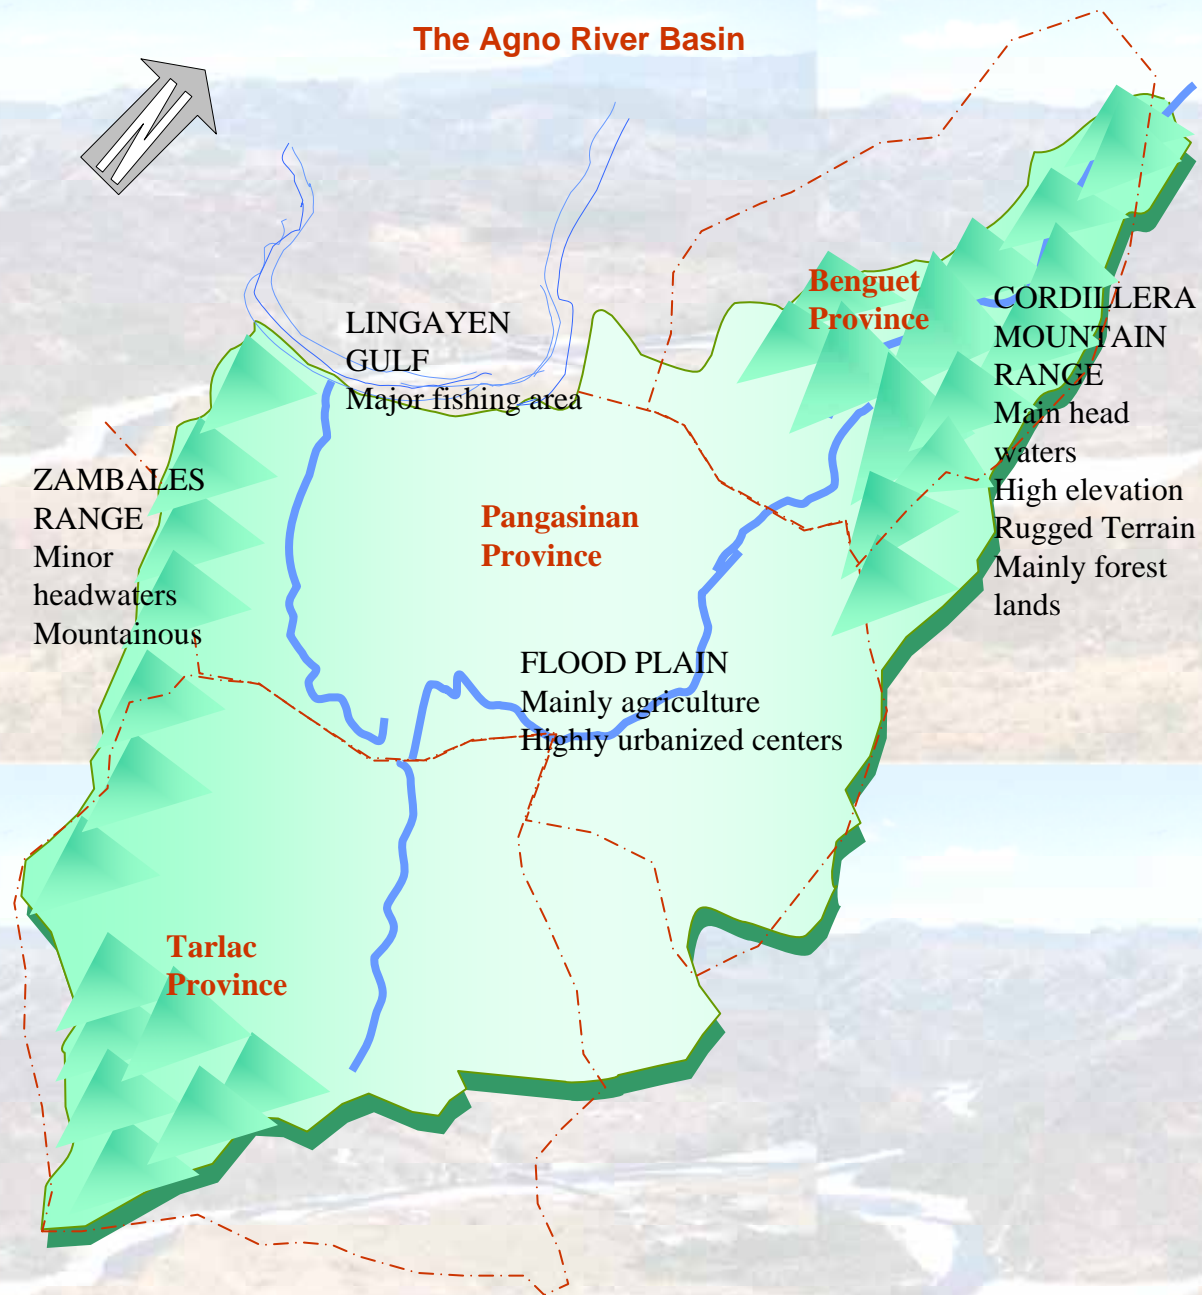 The Agno River Basin
N
Benguet
Province
LINGAYEN
GULF
Major fishing area
CORDILLERA
MOUNTAIN
RANGE
Main head
waters
High elevation
Rugged Terrain
Mainly forest
lands
ZAMBALES
RANGE
Minor
headwaters
Mountainous
Pangasinan
Province
FLOOD PLAIN
Mainly agriculture
Highly urbanized centers
Tarlac
Province